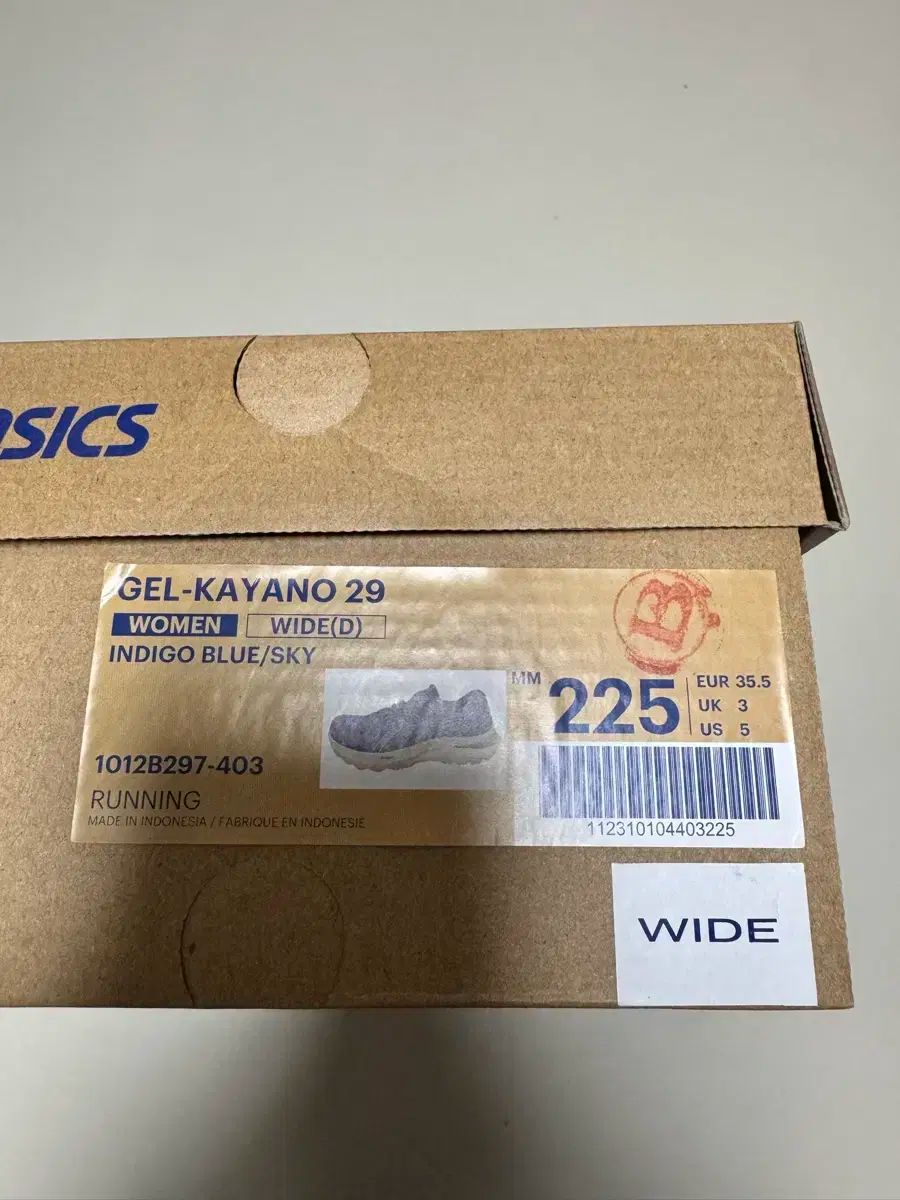 asics
GEL-KAYANO 29
WOMEN WIDE(D)
INDIGO BLUE/SKY
B
MM 225
EUR 35.5
UK 3
US 5
1012B297-403
RUNNING
MADE IN INDONESIA / FABRIQUE EN INDONESIE
112310104403225
WIDE